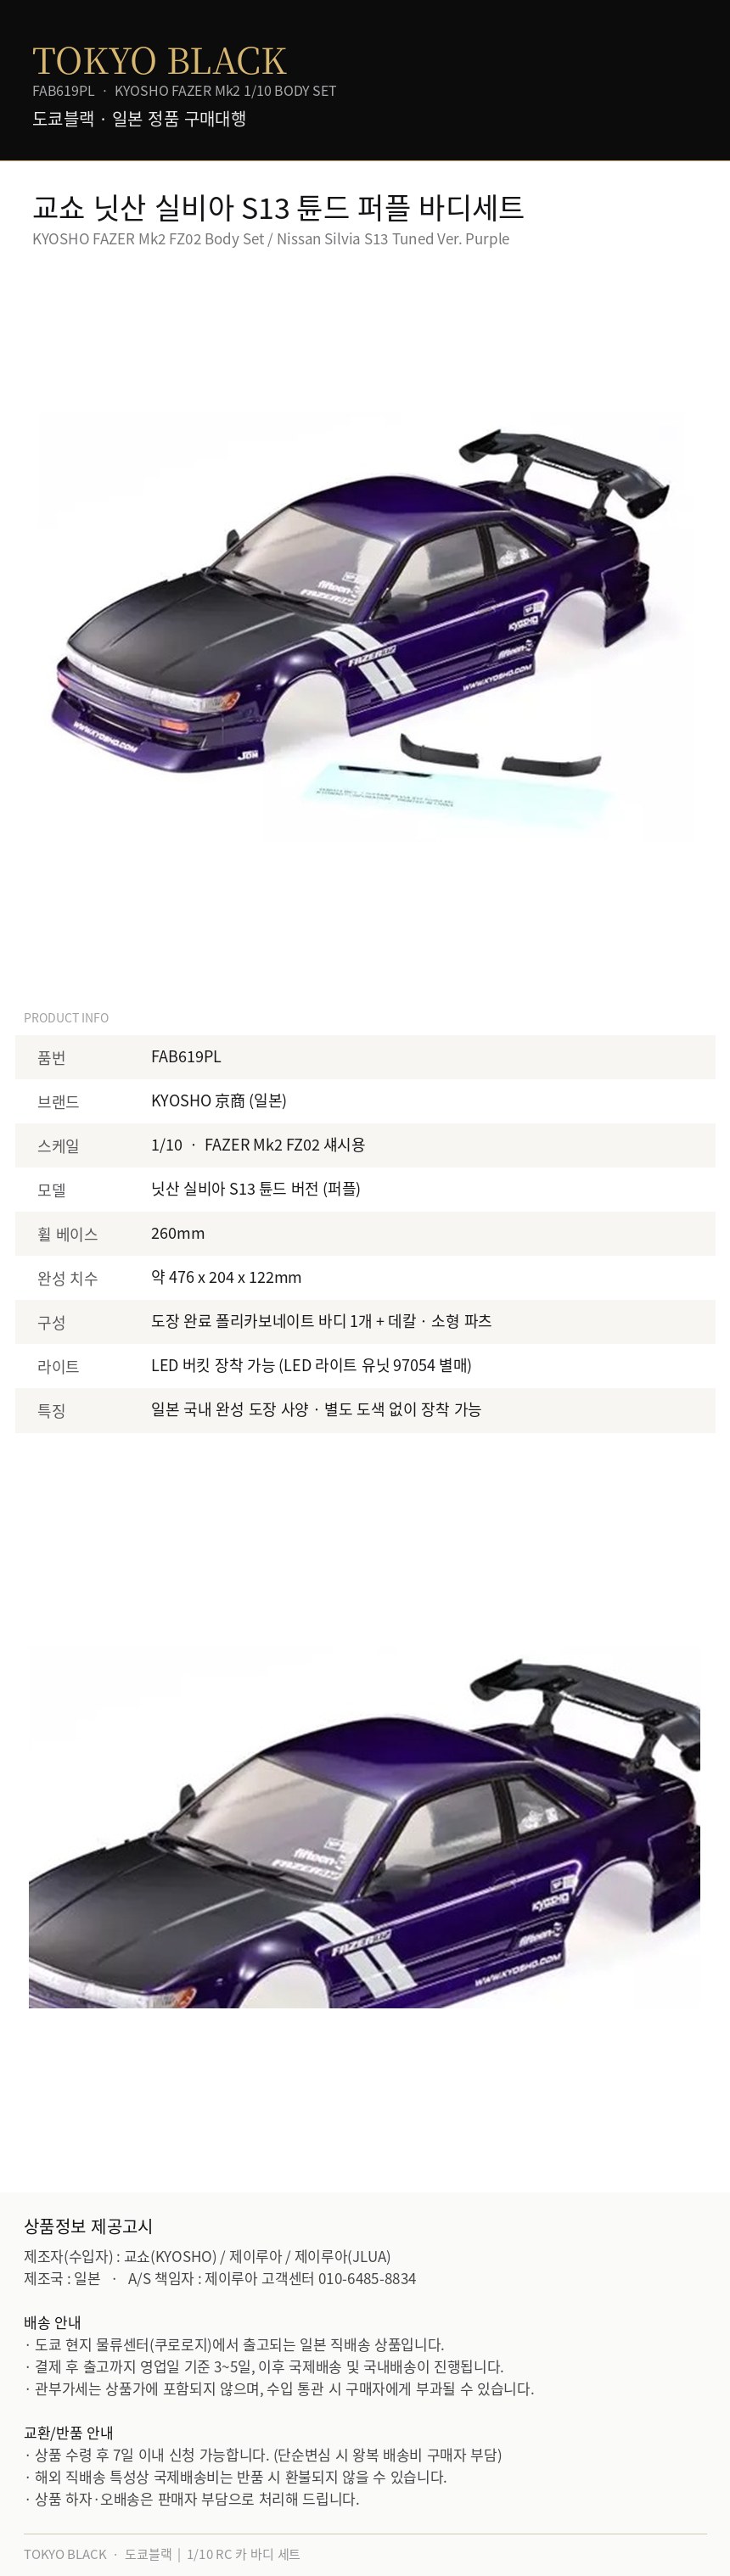 TOKYO BLACK
FAB619PL · KYOSHO FAZER Mk2 1/10 BODY SET
도쿄블랙 · 일본 정품 구매대행
교쇼 닛산 실비아 S13 튠드 퍼플 바디세트
KYOSHO FAZER Mk2 FZ02 Body Set / Nissan Silvia S13 Tuned Ver. Purple
fifteen
FAZER
FAZER
KYOSHO
fifteen
WWW.KYOSHO.COM
WWW.KYOSHO.COM
PRODUCT INFO
품번 FAB619PL
브랜드 KYOSHO 京商 (일본)
스케일 1/10 · FAZER Mk2 FZ02 섀시용
모델 닛산 실비아 S13 튠드 버전 (퍼플)
휠 베이스 260mm
완성 치수 약 476 x 204 x 122mm
구성 도장 완료 폴리카보네이트 바디 1개 + 데칼 · 소형 파츠
라이트 LED 버킷 장착 가능 (LED 라이트 유닛 97054 별매)
특징 일본 국내 완성 도장 사양 · 별도 도색 없이 장착 가능
fifteen
FAZER
FAZER
KYOSHO
fifteen
WWW.KYOSHO.COM
상품정보 제공고시
제조자(수입자) : 교쇼(KYOSHO) / 제이루아 / 제이루아(JLUA)
제조국 : 일본 · A/S 책임자 : 제이루아 고객센터 010-6485-8834
배송 안내
· 도쿄 현지 물류센터(쿠로로지)에서 출고되는 일본 직배송 상품입니다.
· 결제 후 출고까지 영업일 기준 3~5일, 이후 국제배송 및 국내배송이 진행됩니다.
· 관부가세는 상품가에 포함되지 않으며, 수입 통관 시 구매자에게 부과될 수 있습니다.
교환/반품 안내
· 상품 수령 후 7일 이내 신청 가능합니다. (단순변심 시 왕복 배송비 구매자 부담)
· 해외 직배송 특성상 국제배송비는 반품 시 환불되지 않을 수 있습니다.
· 상품 하자·오배송은 판매자 부담으로 처리해 드립니다.
TOKYO BLACK · 도쿄블랙 | 1/10 RC 카 바디 세트